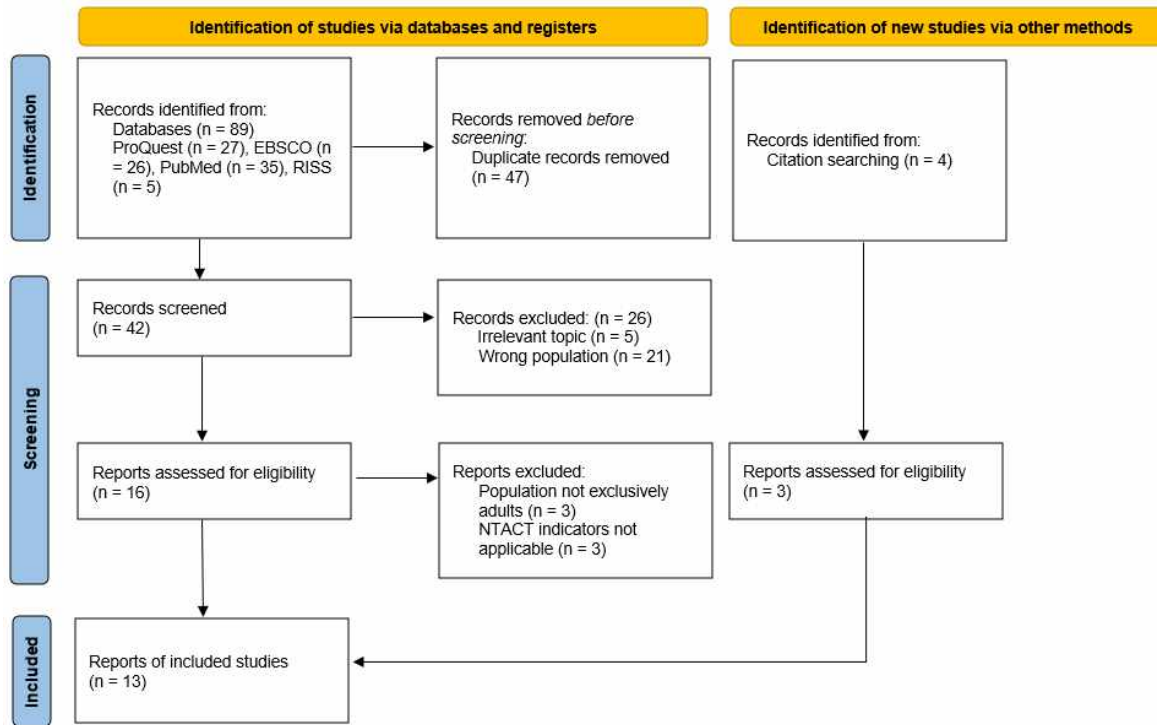 Identification of studies via databases and registers
Identification of new studies via other methods
Identification
Records identified from:
Databases (n = 89)
ProQuest (n = 27), EBSCO (n
= 26), PubMed (n = 35), RISS
(n = 5)
Records removed before
screening:
Duplicate records removed
(n = 47)
Records identified from:
Citation searching (n = 4)
Screening
Records screened
(n = 42)
Records excluded: (n = 26)
Irrelevant topic (n = 5)
Wrong population (n = 21)
Reports assessed for eligibility
(n = 16)
Reports excluded:
Population not exclusively
adults (n = 3)
NTACT indicators not
applicable (n = 3)
Reports assessed for eligibility
(n = 3)
Included
Reports of included studies
(n = 13)